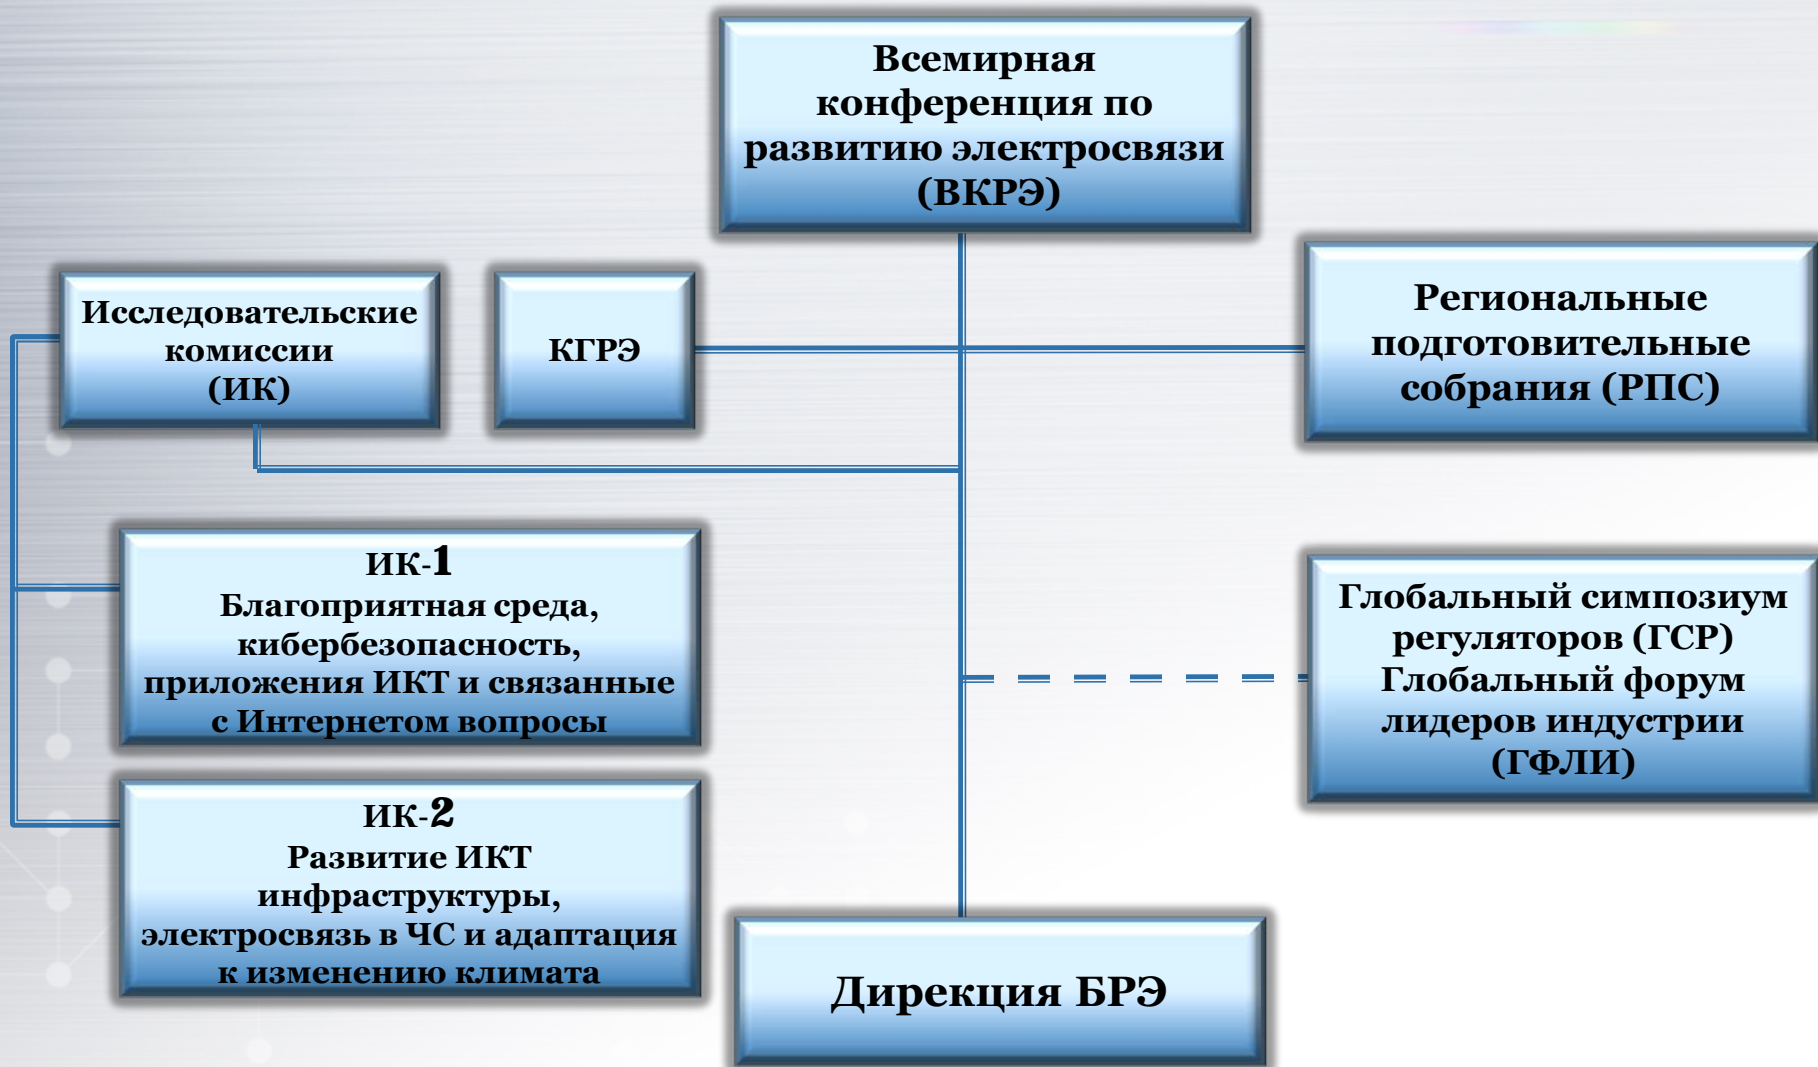 Всемирная
конференция по
развитию электросвязи
(ВКРЭ)
Исследовательские
комиссии
(ИК)
КГРЭ
Региональные
подготовительные
собрания (РПС)
ИК-1
Благоприятная среда,
кибербезопасность,
приложения ИКТ и связанные
с Интернетом вопросы
Глобальный симпозиум
регуляторов (ГСР)
Глобальный форум
лидеров индустрии
(ГФЛИ)
ИК-2
Развитие ИКТ
инфраструктуры,
электросвязь в ЧС и адаптация
к изменению климата
Дирекция БРЭ